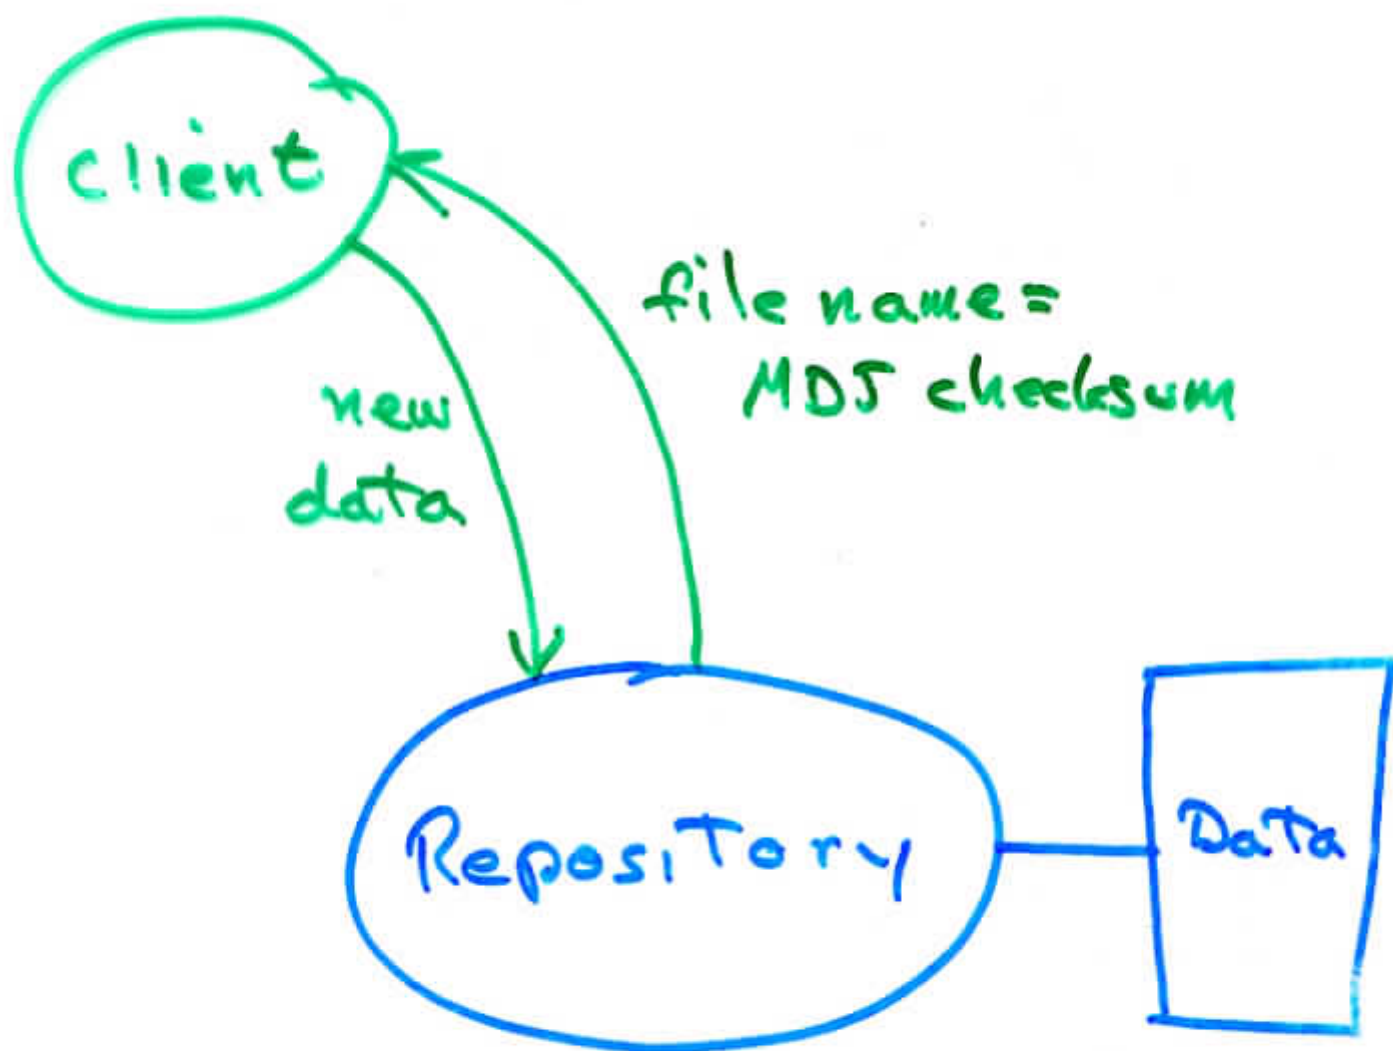 client
file name =
MD5 checksum
new
data
Repository
Data